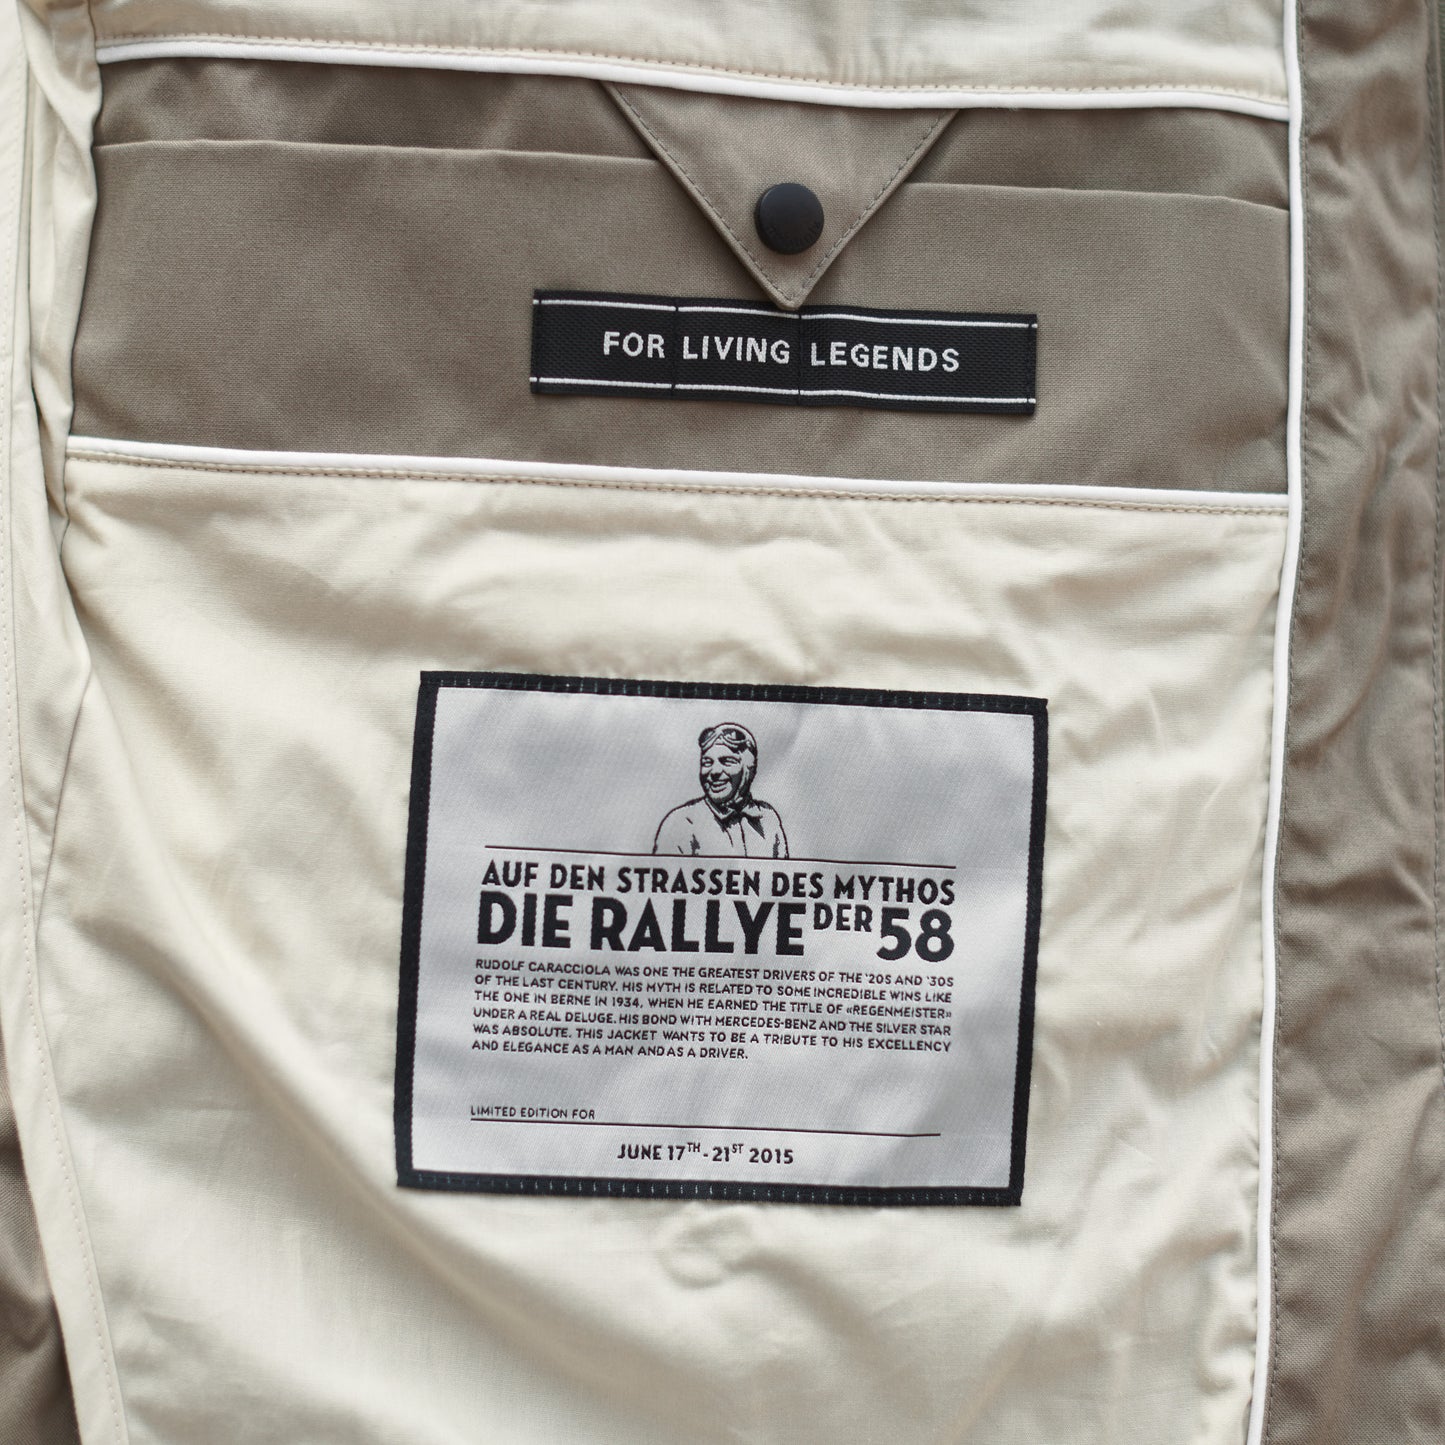 FOR LIVING LEGENDS
AUF DEN STRASSEN DES MYTHOS
DIE RALLYE DER 58
RUDOLF CARACCIOLA WAS ONE THE GREATEST DRIVERS OF THE '20S AND '30S
OF THE LAST CENTURY. HIS MYTH IS RELATED TO SOME INCREDIBLE WINS LIKE
THE ONE IN BERNE IN 1934, WHEN HE EARNED THE TITLE OF «REGENMEISTER»
UNDER A REAL DELUGE. HIS BOND WITH MERCEDES-BENZ AND THE SILVER STAR
WAS ABSOLUTE. THIS JACKET WANTS TO BE A TRIBUTE TO HIS EXCELLENCY
AND ELEGANCE AS A MAN AND AS A DRIVER.
LIMITED EDITION FOR
JUNE 17TH - 21ST 2015